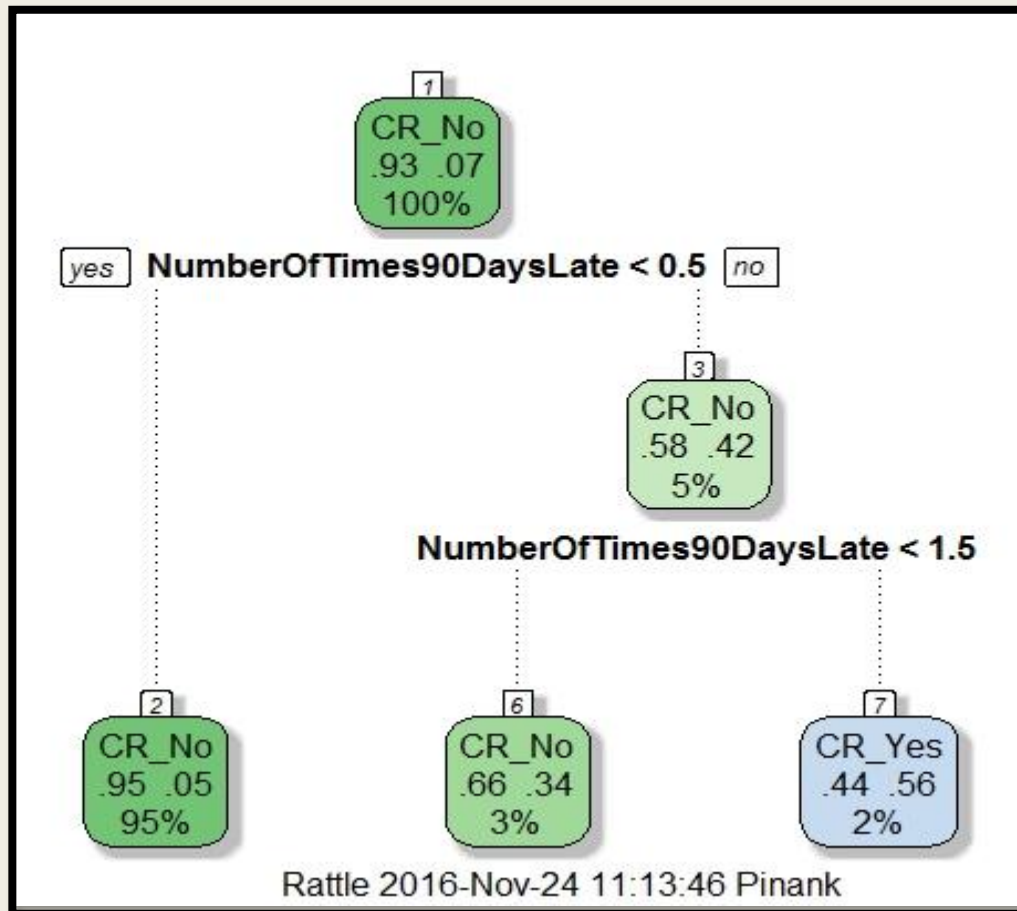 1
CR_No
.93 .07
100%
yes NumberOfTimes90DaysLate < 0.5 no
3
CR_No
.58 .42
5%
NumberOfTimes90DaysLate < 1.5
2
CR_No
.95 .05
95%
6
CR_No
.66 .34
3%
7
CR_Yes
.44 .56
2%
Rattle 2016-Nov-24 11:13:46 Pinank